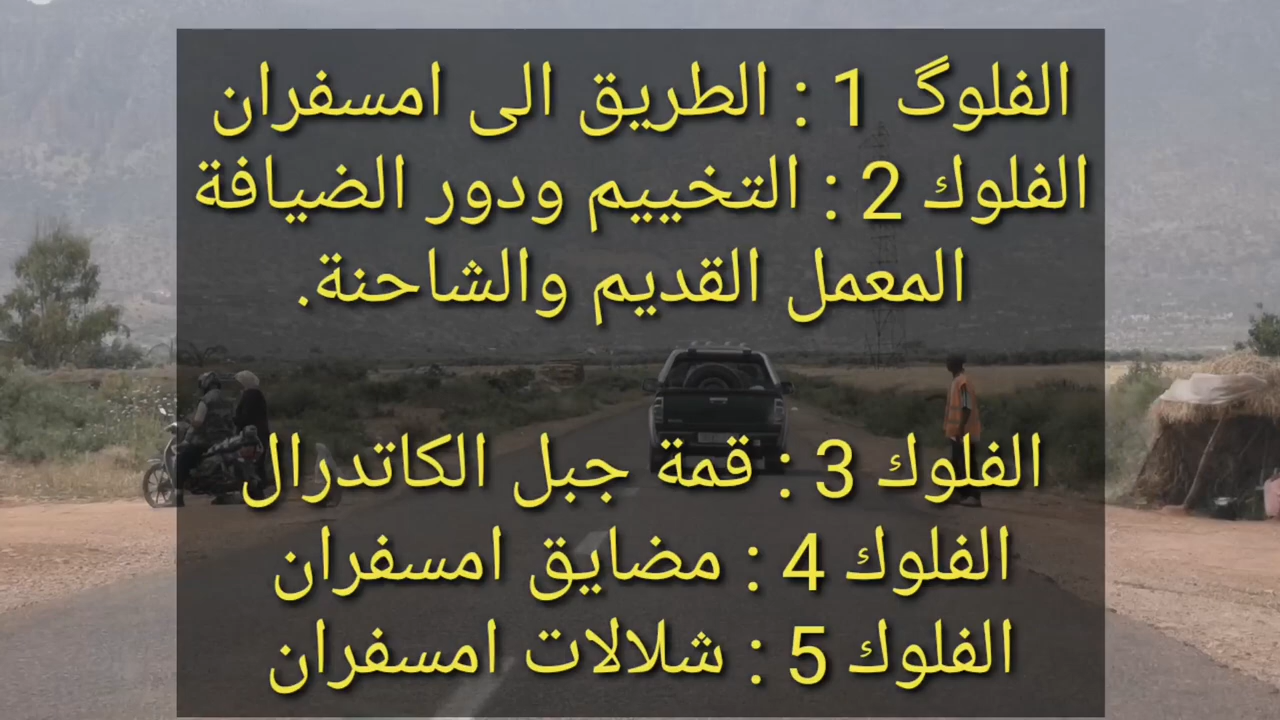 الفلوگ 1 : الطريق الى امسفران
الفلوك 2 : التخييم ودور الضيافة
المعمل القديم والشاحنة.
الفلوك 3 : قمة جبل الكاتدرال
الفلوك 4 : مضايق امسفران
الفلوك 5 : شلالات امسفران